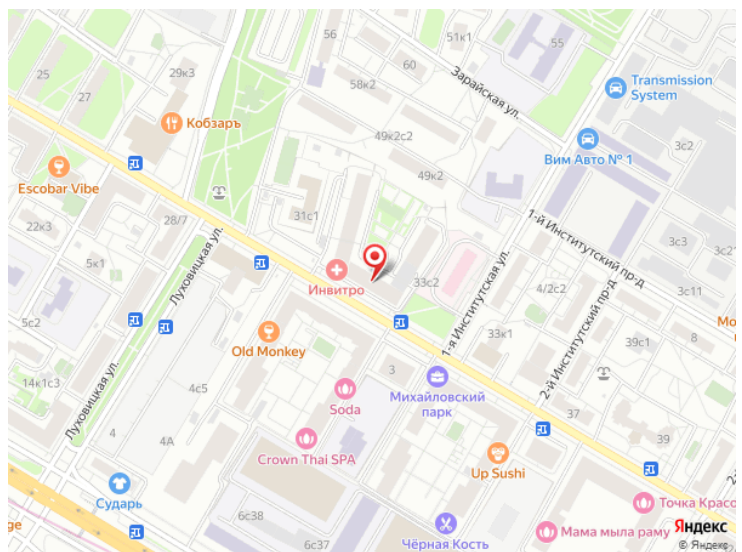 56
51к1
55
29к3
25
27
58к2
60
Зарайская ул.
Transmission
System
Кобзаръ
49к2с2
Вим Авто № 1
3с2
Escobar Vibe
49к2
31с1
28/7
22к3
5к1
Луховицкая ул.
1-й Институтский пр-д
3с3
3с11
Инвитро
33с2
1-я Институтская ул.
4/2с2
2-й Институтский пр-д
5с2
Old Monkey
33к1
39с1
8
14к1с3
4с5
3
Михайловский
парк
Луховицкая ул.
Soda
37
4
4А
39
Crown Thai SPA
Up Sushi
Сударь
6с38
6с37
Чёрная Кость
Мама мыла раму
Точка Красо
Яндекс
© Яндекс